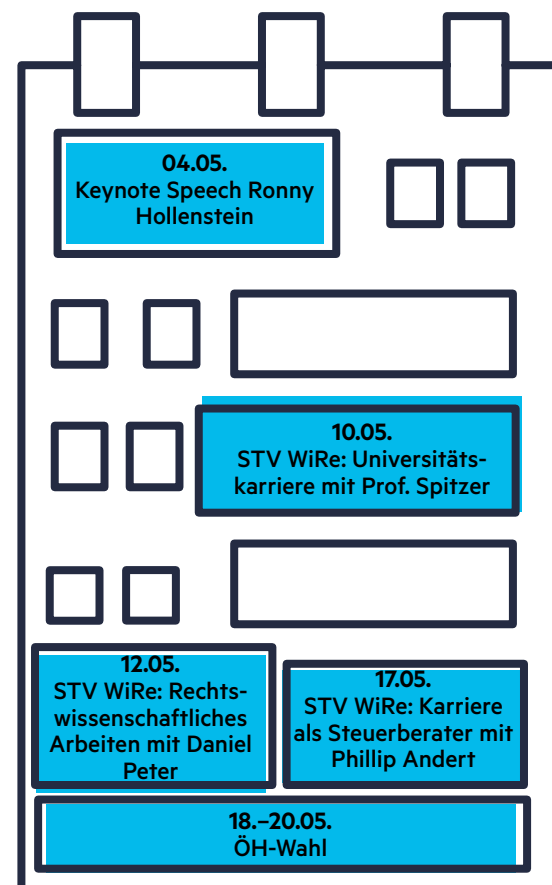 04.05.
Keynote Speech Ronny
Hollenstein
10.05.
STV WiRe: Universitäts-
karriere mit Prof. Spitzer
12.05.
STV WiRe: Rechts-
wissenschaftliches
Arbeiten mit Daniel
Peter
17.05.
STV WiRe: Karriere
als Steuerberater mit
Phillip Andert
18.–20.05.
ÖH-Wahl